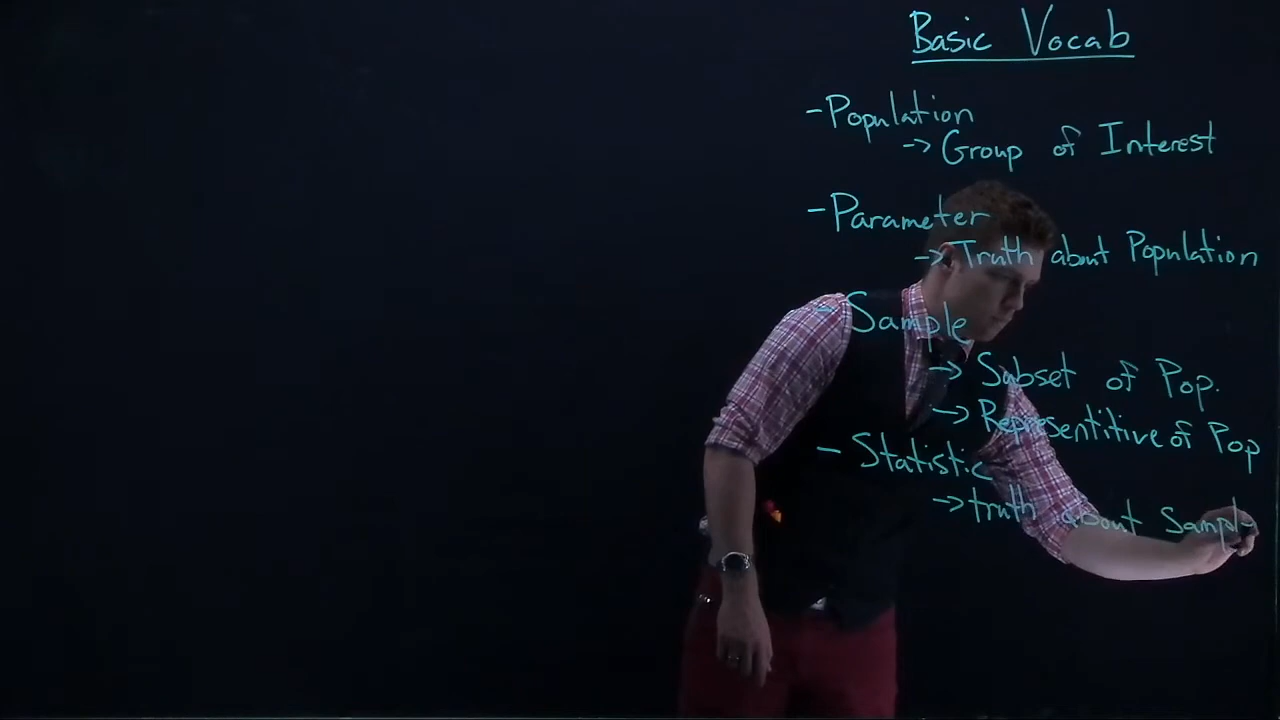 Basic Vocab
- Population
-> Group of Interest
- Parameter
-> Truth about Population
- Sample
-> Subset of Pop.
-> Representitive of Pop
- Statistic
-> truth about Sampl